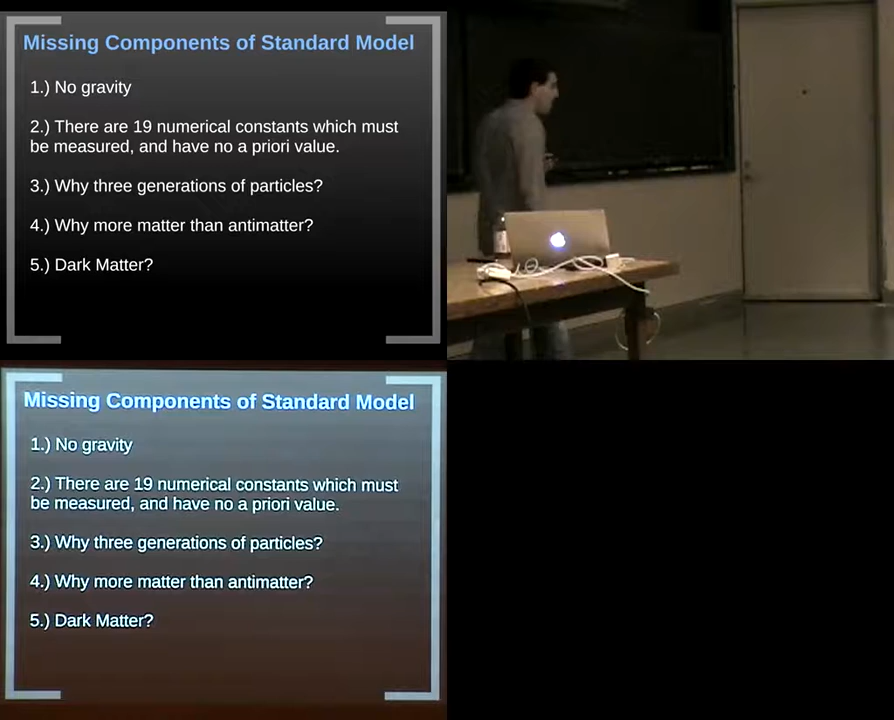 Missing Components of Standard Model
1.) No gravity
2.) There are 19 numerical constants which must
be measured, and have no a priori value.
3.) Why three generations of particles?
4.) Why more matter than antimatter?
5.) Dark Matter?
Missing Components of Standard Model
1.) No gravity
2.) There are 19 numerical constants which must
be measured, and have no a priori value.
3.) Why three generations of particles?
4.) Why more matter than antimatter?
5.) Dark Matter?